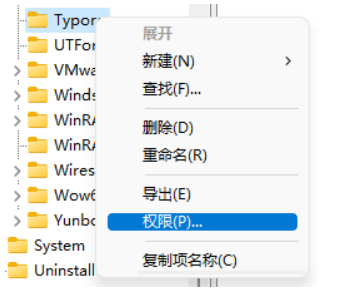 Typor
展开
UTFor
新建(N)
VMwa
查找(F)...
Winds
WinRA
删除(D)
WinRA
重命名(R)
Wires
导出(E)
Wow6
权限(P)...
Yunbo
复制项名称(C)
System
Uninstall